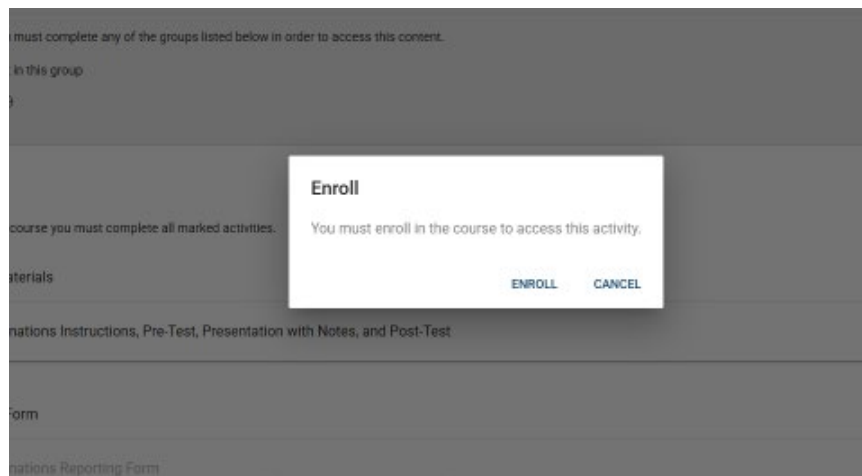 must complete any of the groups listed below in order to access this content.
in this group
Enroll
course you must complete all marked activities.
You must enroll in the course to access this activity.
aterials
ENROLL CANCEL
nations Instructions, Pre-Test, Presentation with Notes, and Post-Test
Form
nations Reporting Form